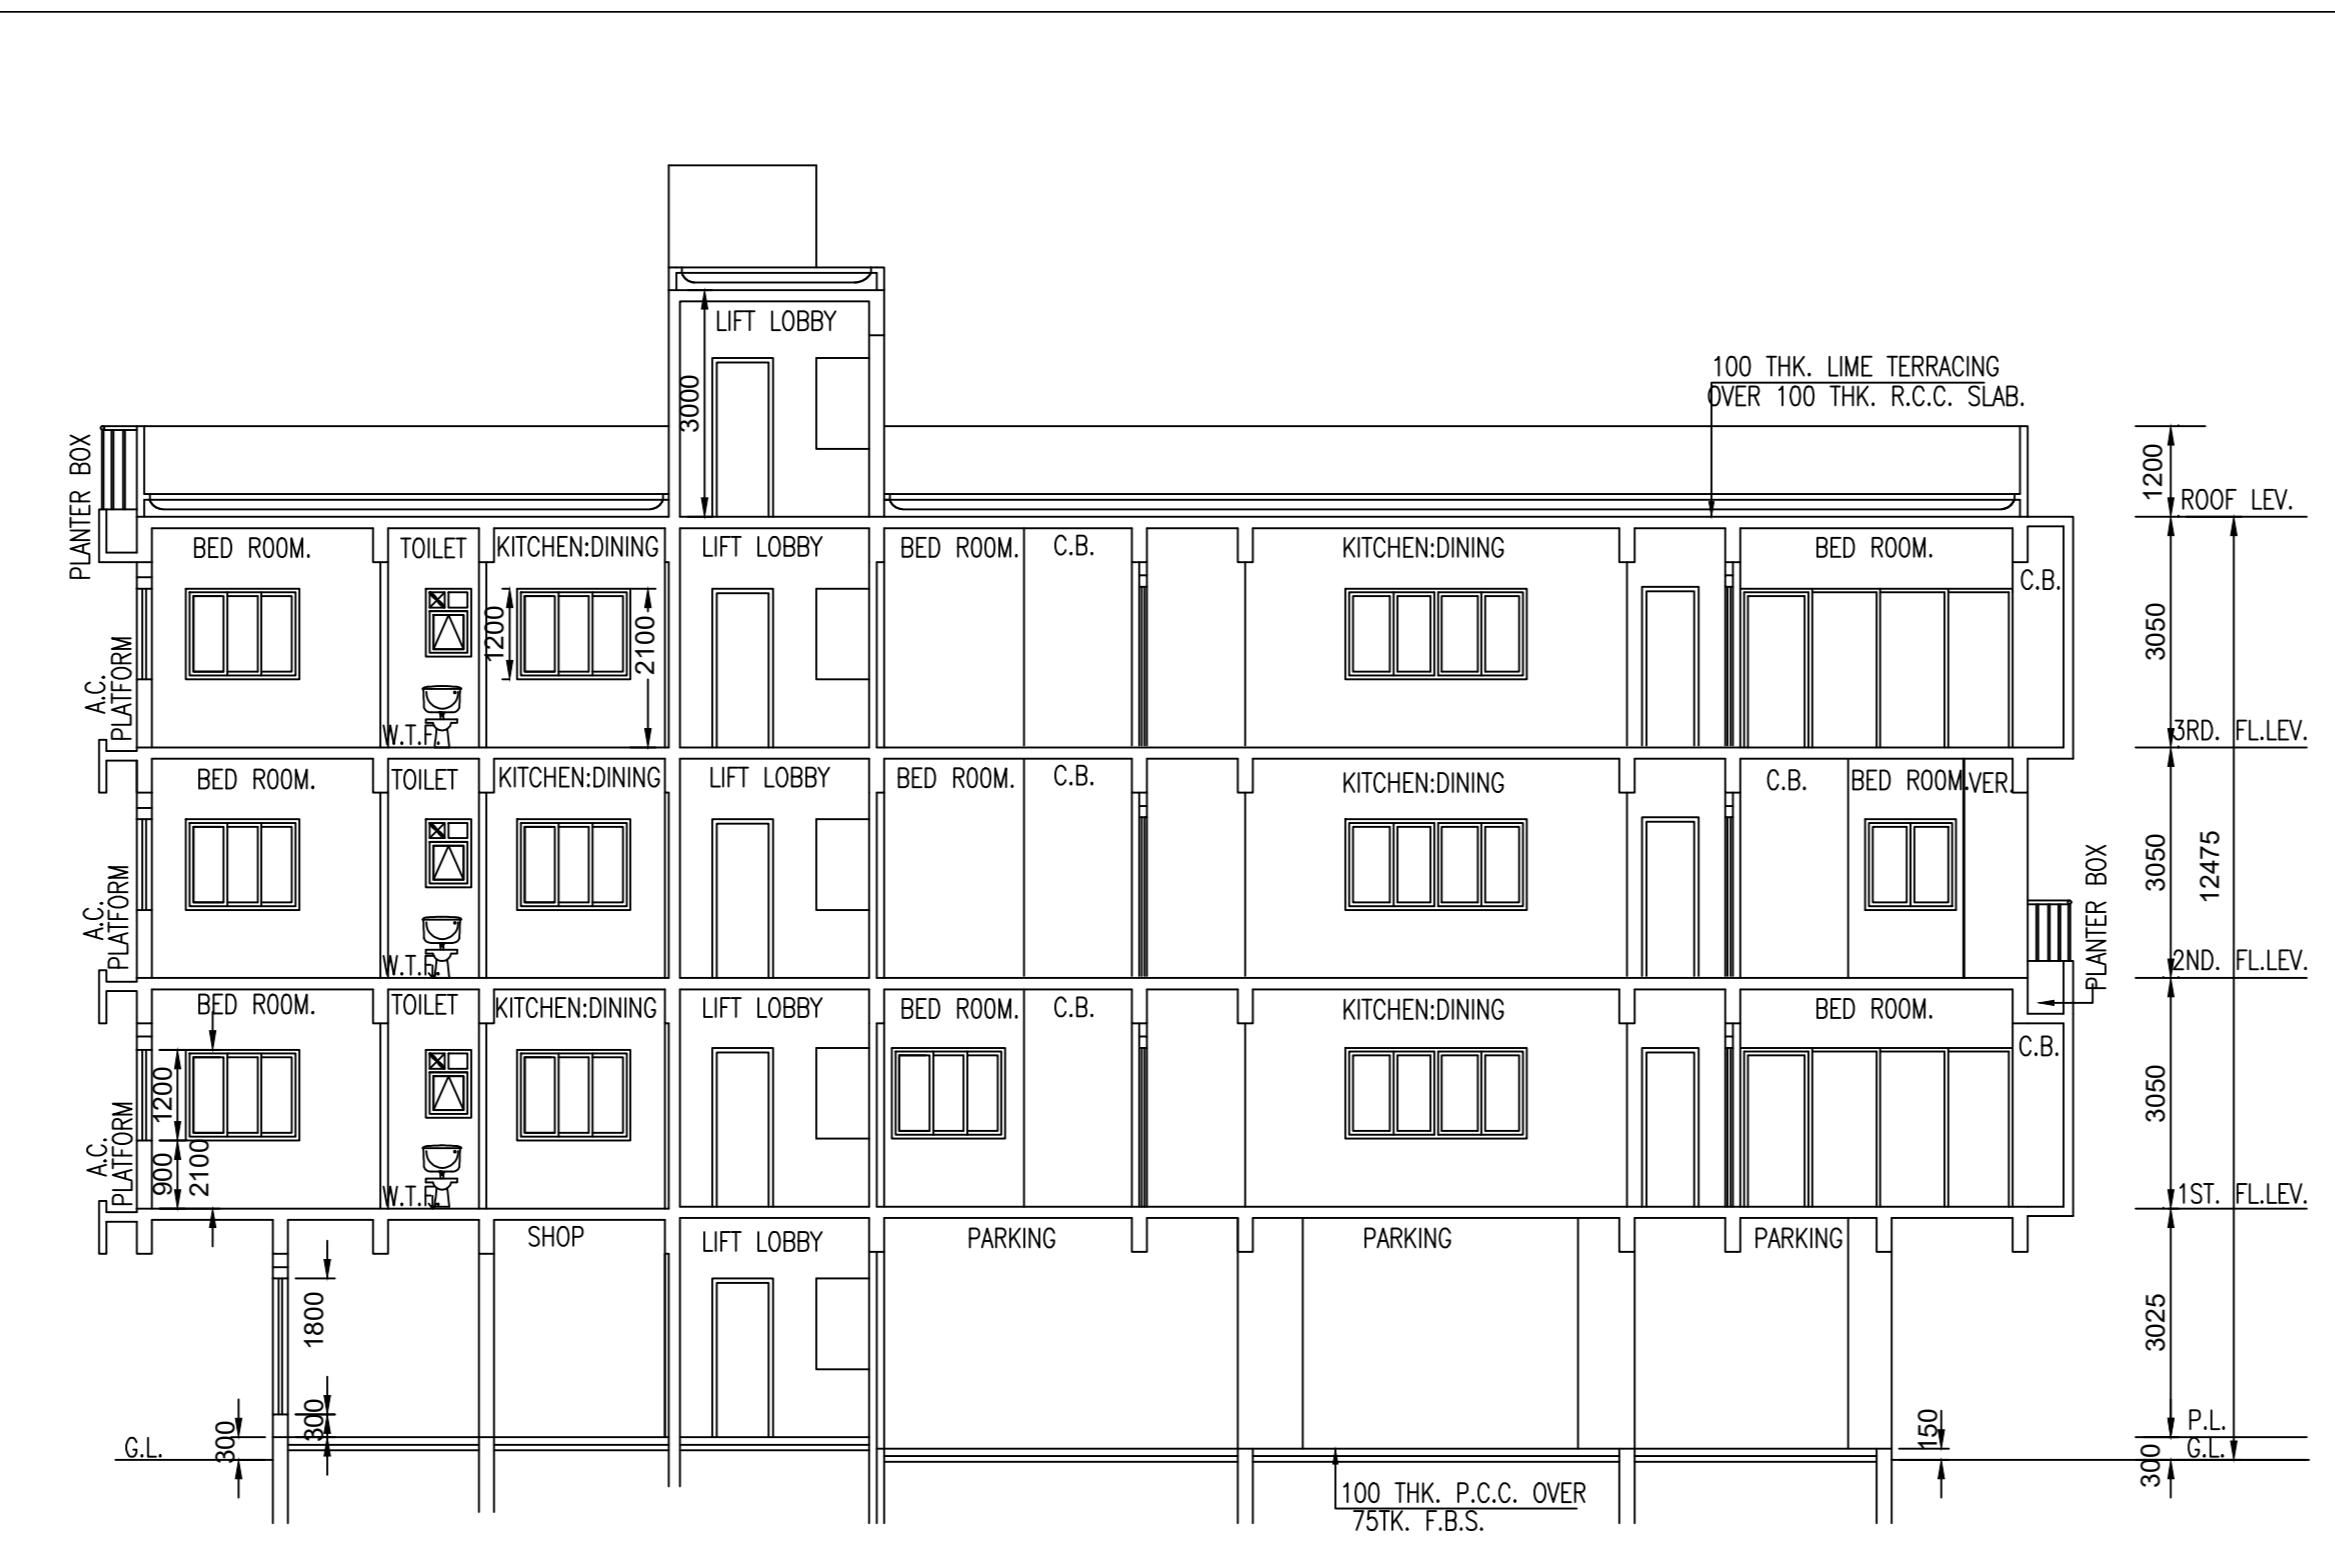 LIFT LOBBY
3000
100 THK. LIME TERRACING
OVER 100 THK. R.C.C. SLAB.
PLANTER BOX
1200
ROOF LEV.
BED ROOM.
TOILET
KITCHEN:DINING
LIFT LOBBY
BED ROOM.
C.B.
KITCHEN:DINING
BED ROOM.
C.B.
1200
2100
3050
A.C.
PLATFORM
W.T.F.
3RD. FL.LEV.
BED ROOM.
TOILET
KITCHEN:DINING
LIFT LOBBY
BED ROOM.
C.B.
KITCHEN:DINING
C.B.
BED ROOM.
VER.
3050
12475
A.C.
PLATFORM
W.T.F.
PLANTER BOX
2ND. FL.LEV.
BED ROOM.
TOILET
KITCHEN:DINING
LIFT LOBBY
BED ROOM.
C.B.
KITCHEN:DINING
BED ROOM.
C.B.
1200
900
2100
3050
A.C.
PLATFORM
W.T.F.
1ST. FL.LEV.
SHOP
LIFT LOBBY
PARKING
PARKING
PARKING
1800
300
3025
300
G.L.
150
P.L.
G.L.
300
100 THK. P.C.C. OVER
75TK. F.B.S.